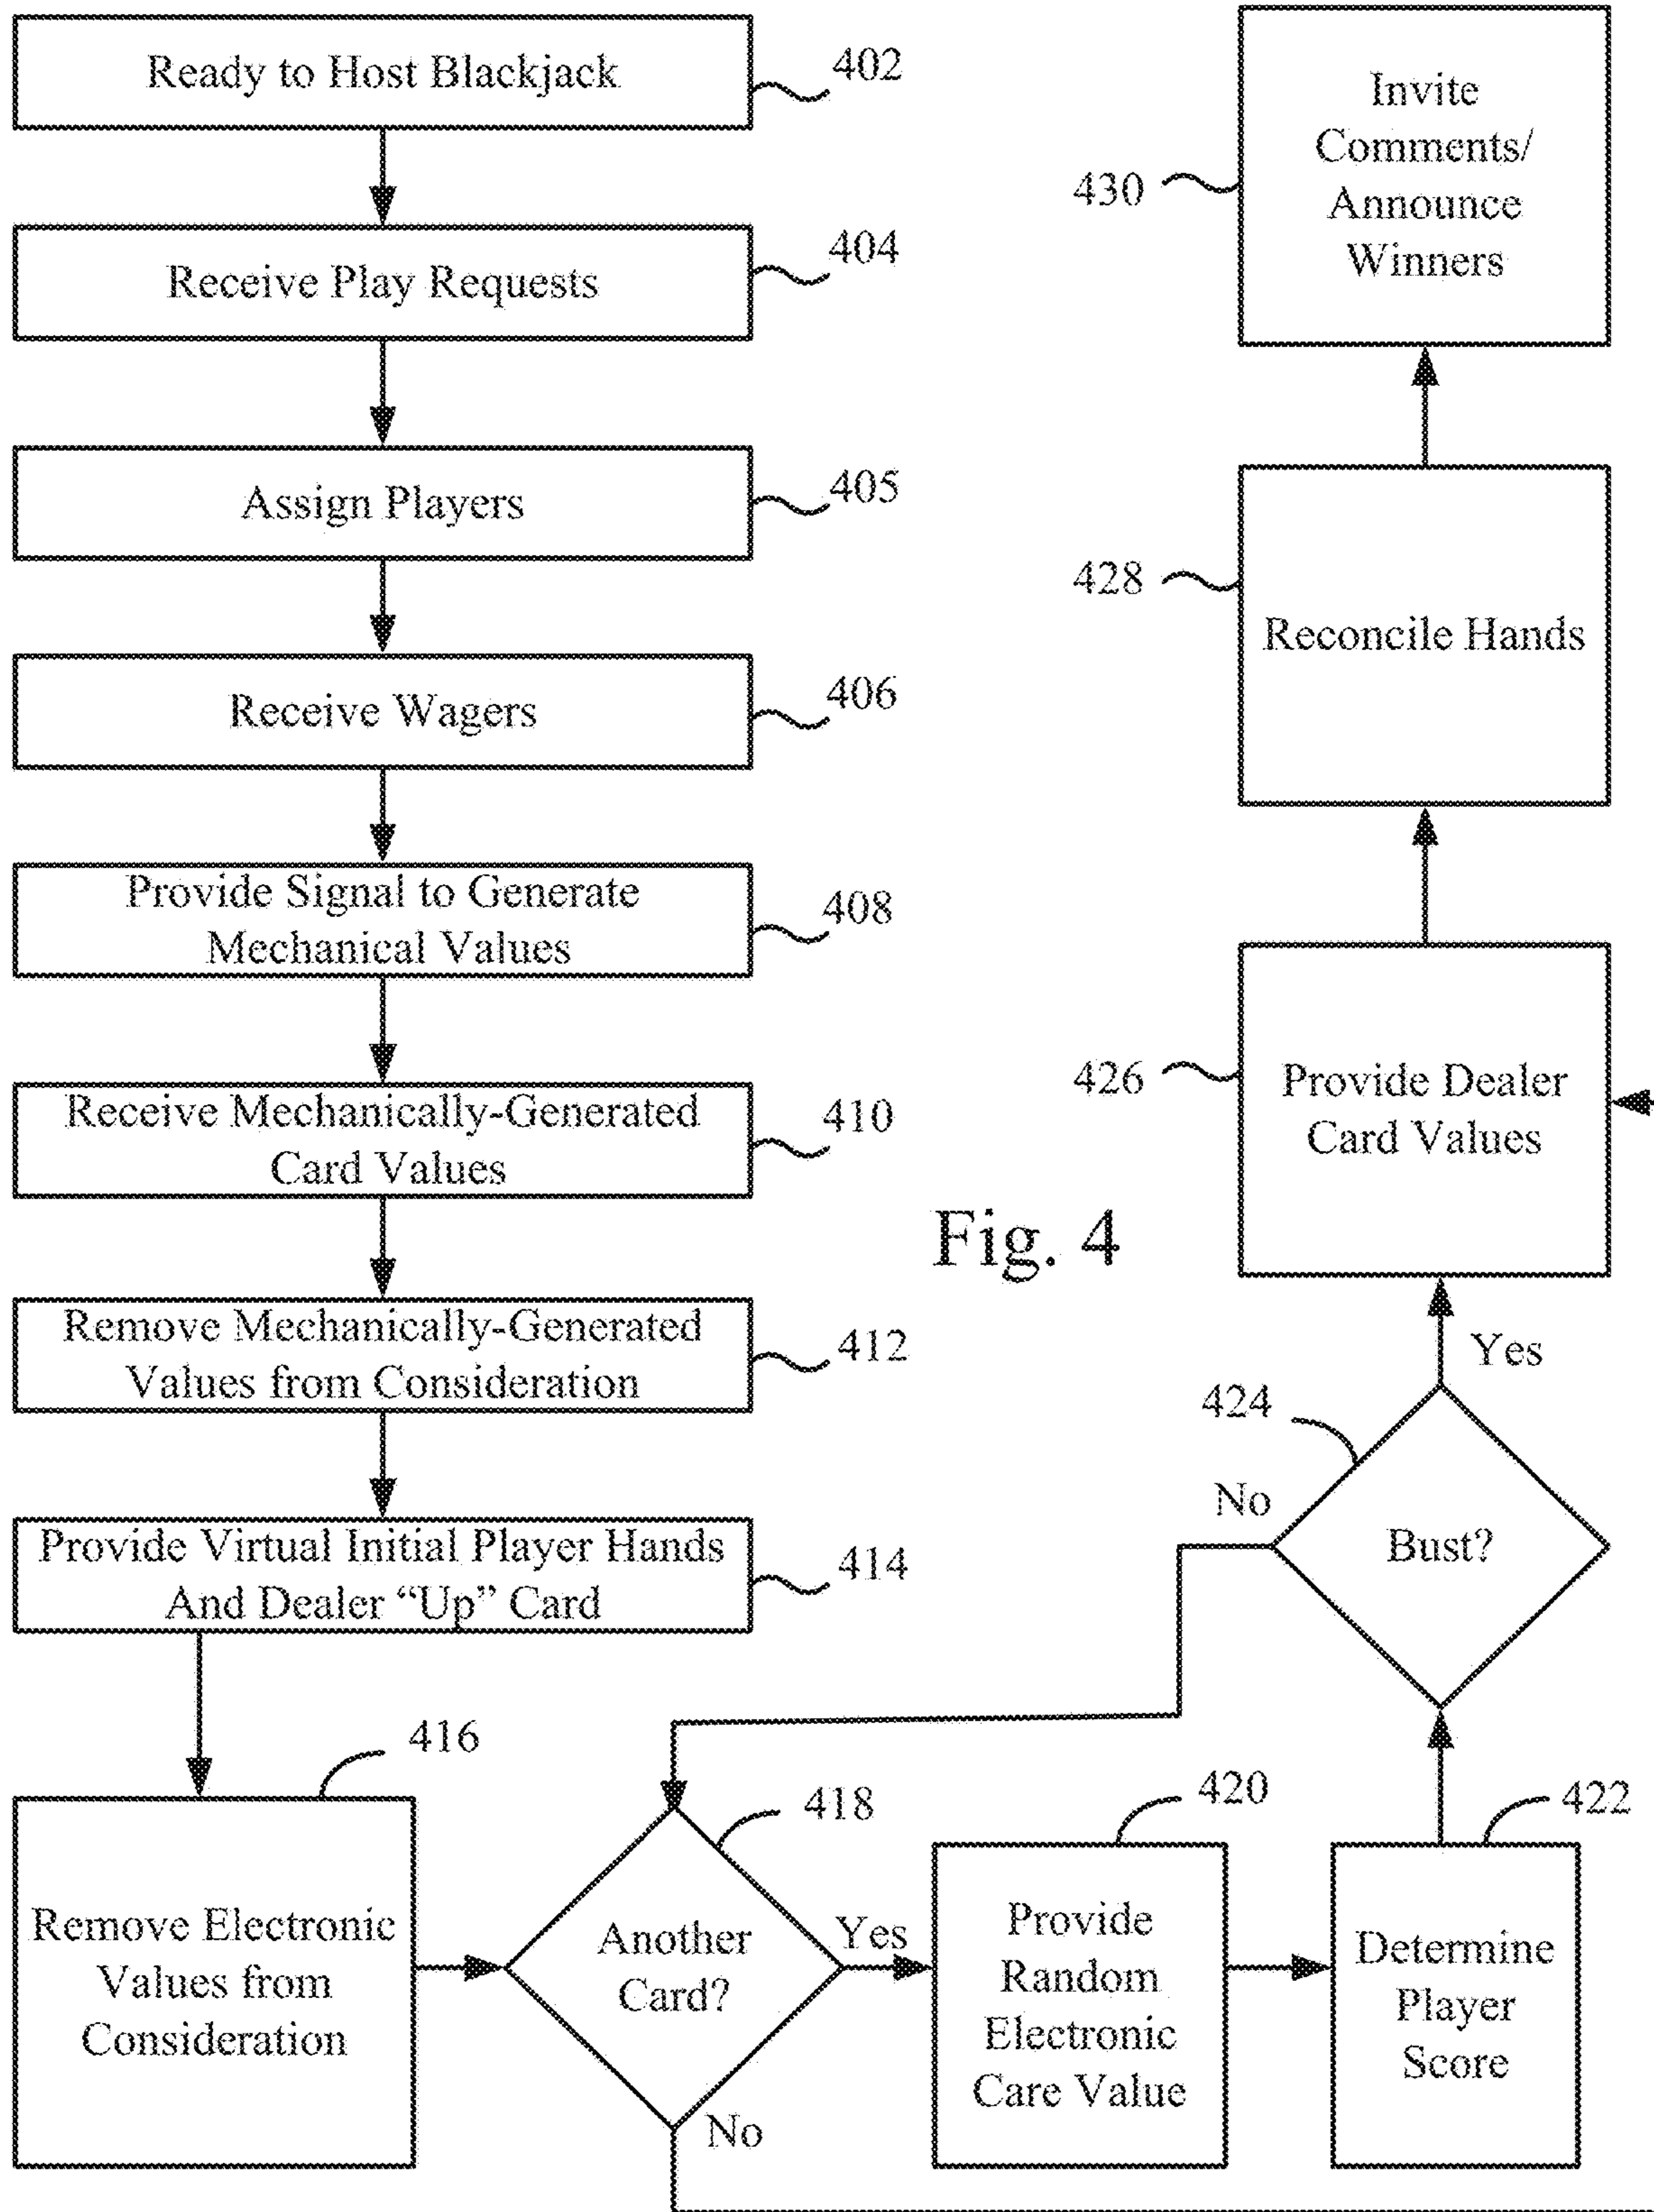 Ready to Host Blackjack
402
Receive Play Requests
404
Assign Players
405
Receive Wagers
406
Provide Signal to Generate
Mechanical Values
408
Receive Mechanically-Generated
Card Values
410
Remove Mechanically-Generated
Values from Consideration
412
Provide Virtual Initial Player Hands
And Dealer “Up” Card
414
416
Remove Electronic
Values from
Consideration
418
Another
Card?
Yes
No
420
Provide
Random
Electronic
Care Value
422
Determine
Player
Score
424
Bust?
No
Yes
426
Provide Dealer
Card Values
428
Reconcile Hands
430
Invite
Comments/
Announce
Winners
Fig. 4